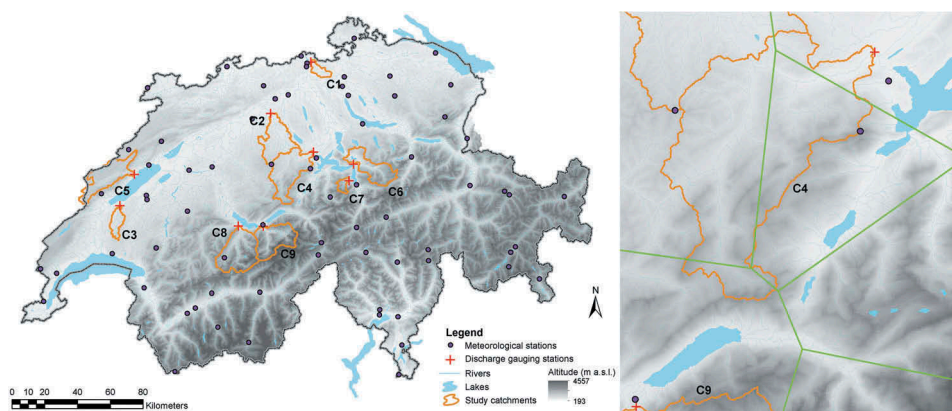 C1
C2
C4
C5
C6
C7
C3
C8
C9
N
Legend
Meteorological stations
Discharge gauging stations
Rivers
Lakes
Study catchments
Altitude (m a.s.l.)
4557
193
0 10 20 40 60 80
Kilometers
C4
C9